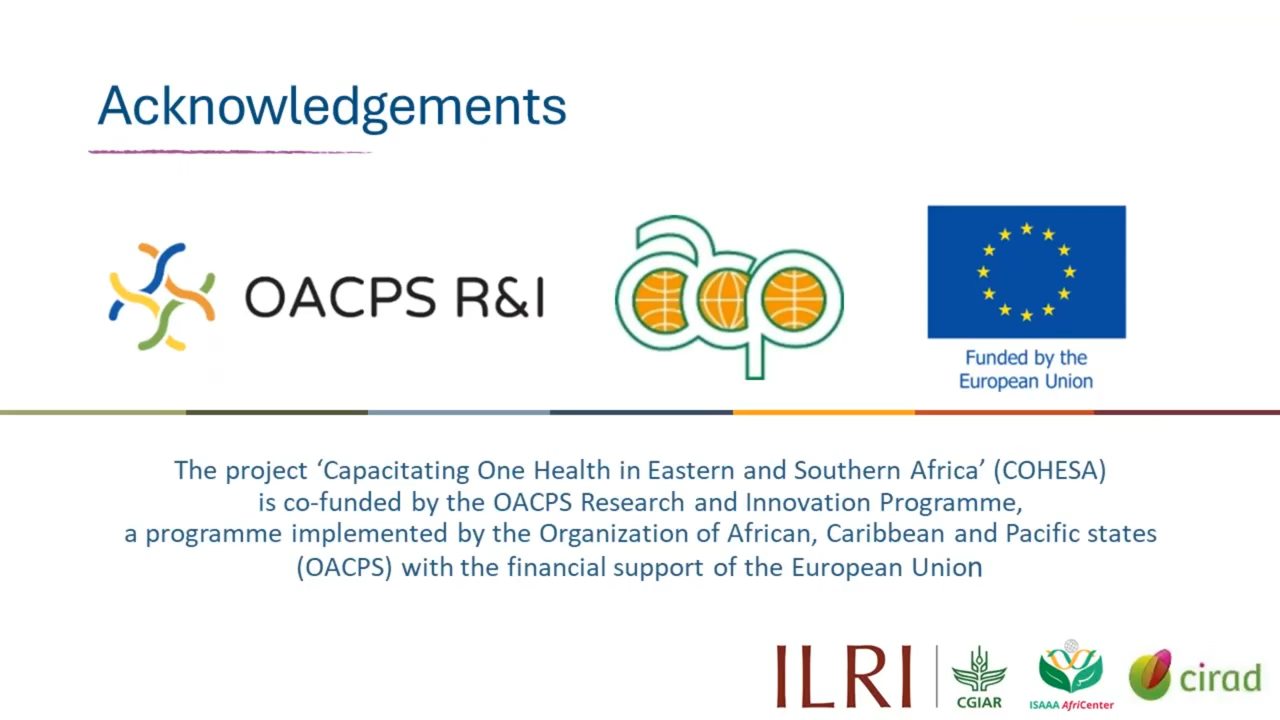 Acknowledgements
OACPS R&I
acp
Funded by the
European Union
The project ‘Capacitating One Health in Eastern and Southern Africa’ (COHESA)
is co-funded by the OACPS Research and Innovation Programme,
a programme implemented by the Organization of African, Caribbean and Pacific states
(OACPS) with the financial support of the European Union
ILRI
CGIAR
ISAAA AfriCenter
cirad